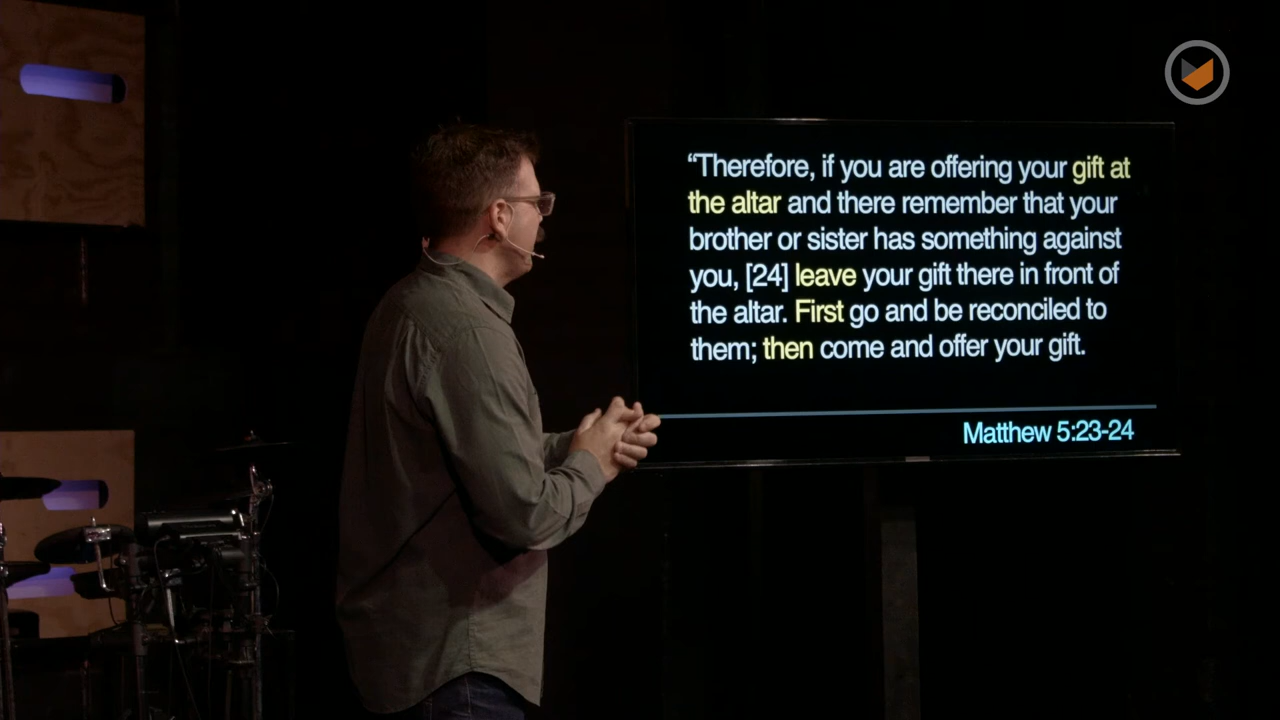 “Therefore, if you are offering your gift at
the altar and there remember that your
brother or sister has something against
you, [24] leave your gift there in front of
the altar. First go and be reconciled to
them; then come and offer your gift.
Matthew 5:23-24